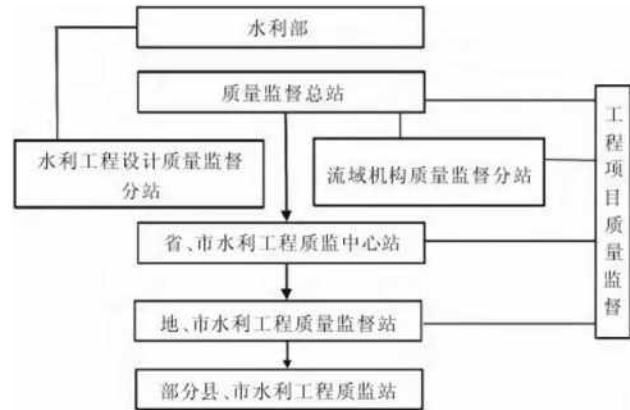 水利部
质量监督总站
水利工程设计质量监督
分站
流域机构质量监督分站
省、市水利工程质监中心站
地、市水利工程质量监督站
部分县、市水利工程质监站
工程项目质量监督